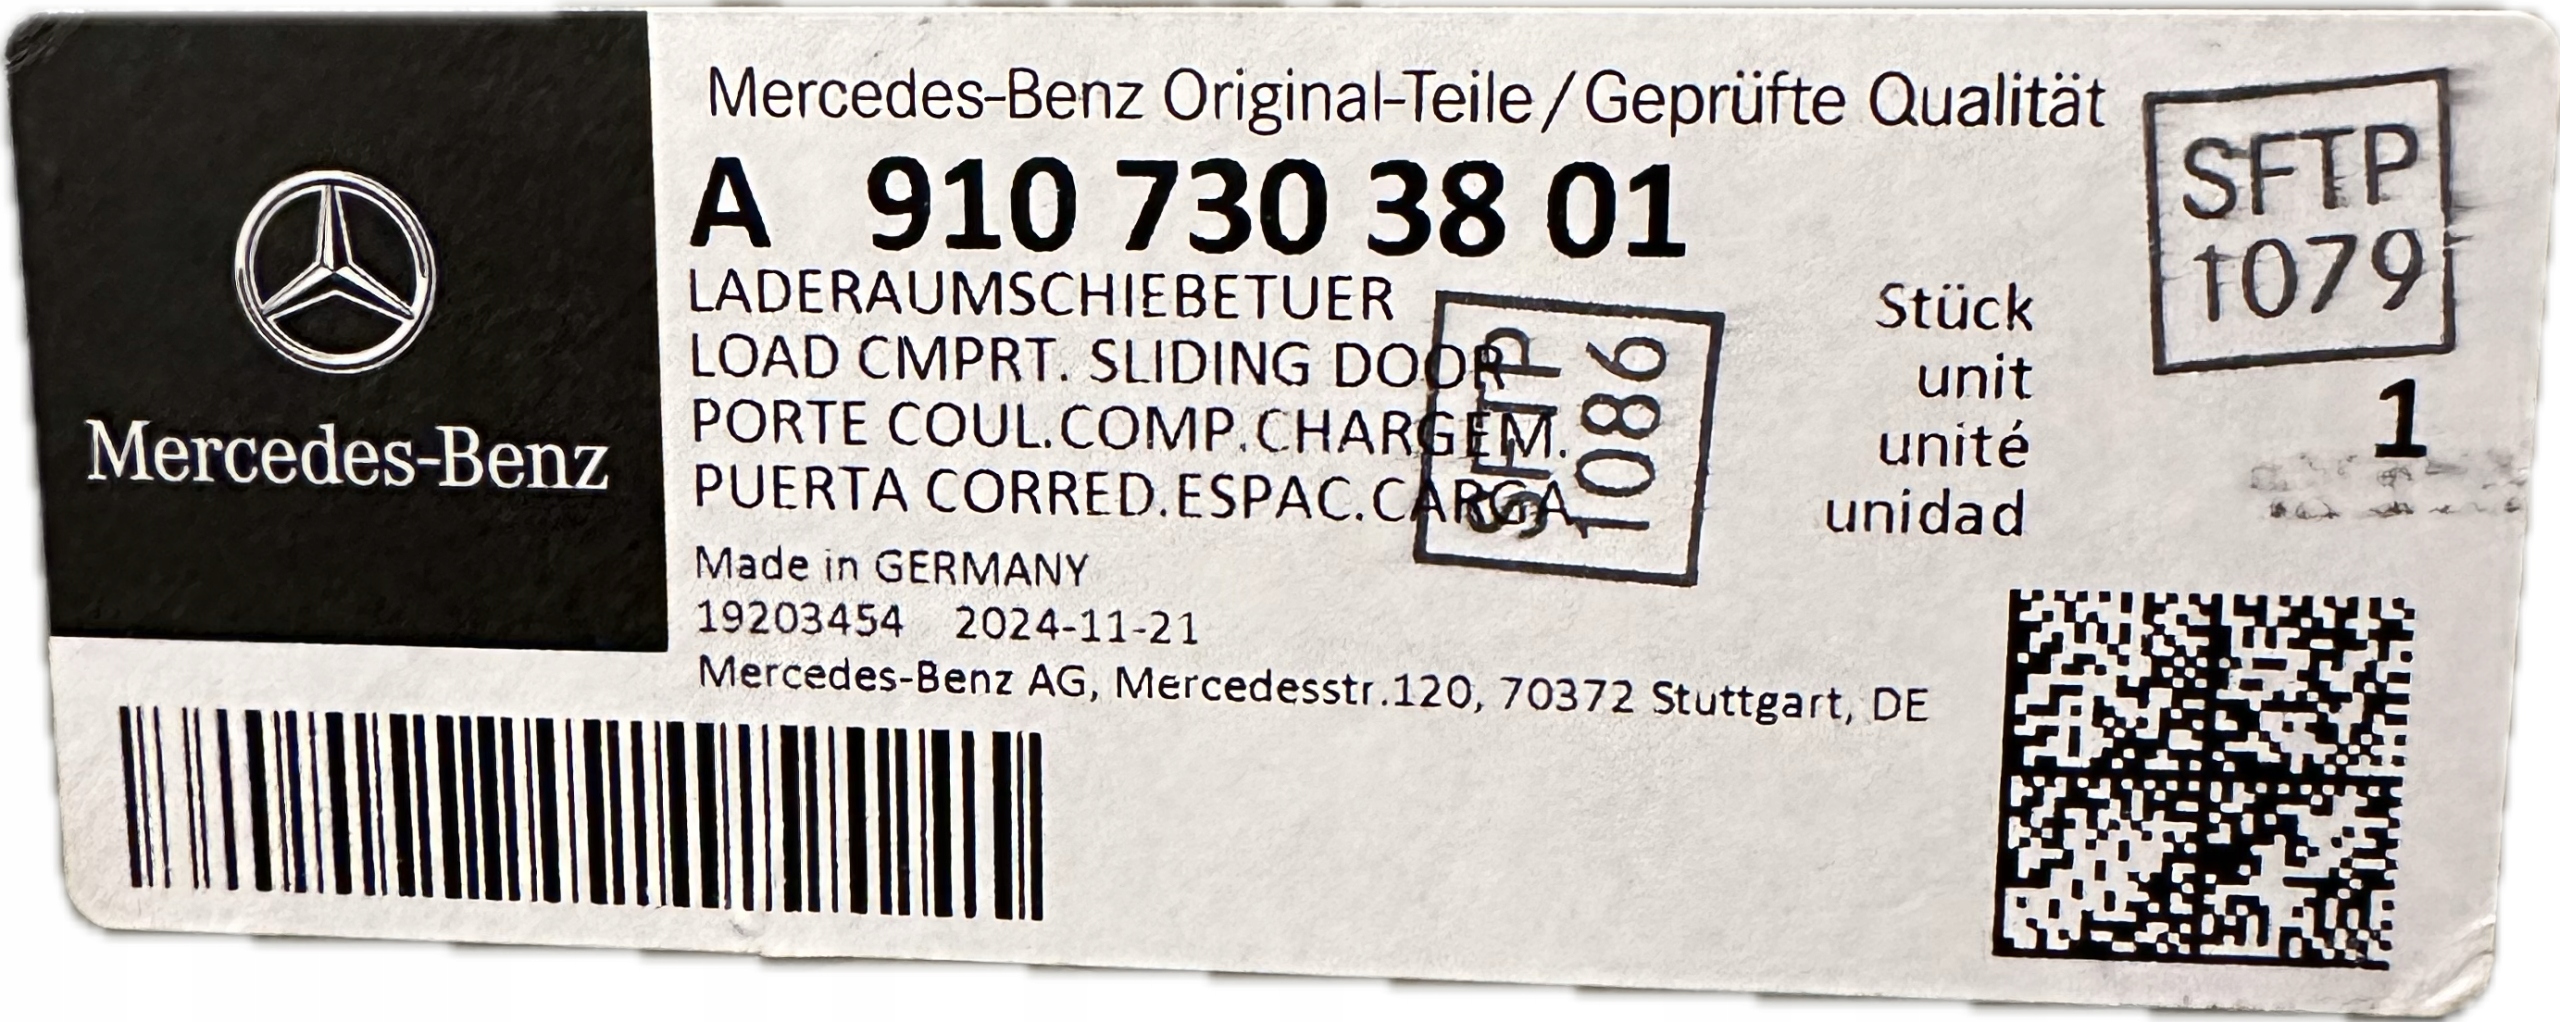 Mercedes-Benz
Mercedes-Benz Original-Teile/Geprüfte Qualität
A 910 730 38 01
LADERAUMSCHIEBETUER
LOAD CMPRT. SLIDING DOOR
PORTE COUL.COMP.CHARGEM.
PUERTA CORRED.ESPAC.CARGA
Made in GERMANY
19203454 2024-11-21
Mercedes-Benz AG, Mercedesstr.120, 70372 Stuttgart, DE
SFTP
1086
Stück
unit
unité
unidad
1
SFTP
1079